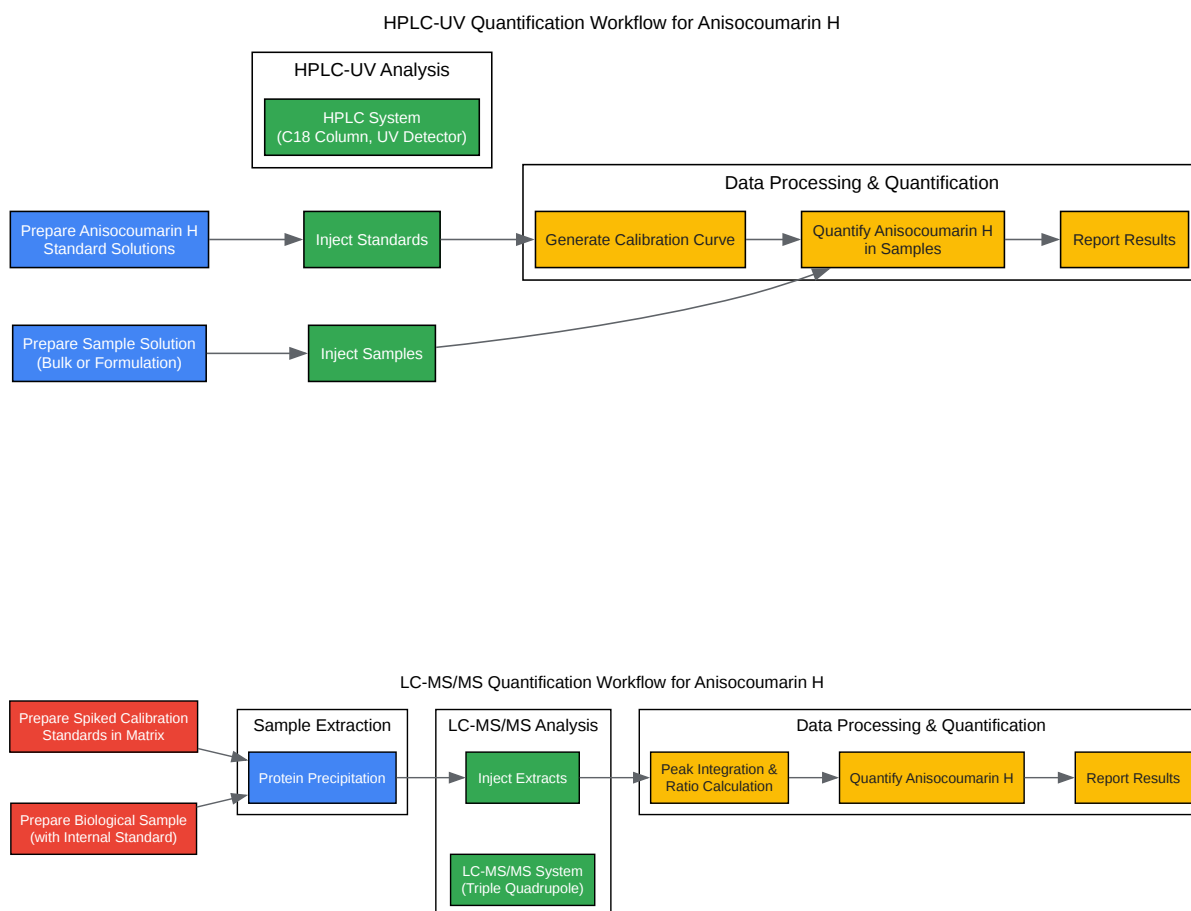 HPLC-UV Quantification Workflow for Anisocoumarin H
HPLC-UV Analysis
HPLC System
(C18 Column, UV Detector)
Data Processing & Quantification
Prepare Anisocoumarin H
Standard Solutions
Inject Standards
Generate Calibration Curve
Quantify Anisocoumarin H
in Samples
Report Results
Prepare Sample Solution
(Bulk or Formulation)
Inject Samples
LC-MS/MS Quantification Workflow for Anisocoumarin H
Prepare Spiked Calibration
Standards in Matrix
Prepare Biological Sample
(with Internal Standard)
Sample Extraction
Protein Precipitation
LC-MS/MS Analysis
Inject Extracts
LC-MS/MS System
(Triple Quadrupole)
Data Processing & Quantification
Peak Integration &
Ratio Calculation
Quantify Anisocoumarin H
Report Results